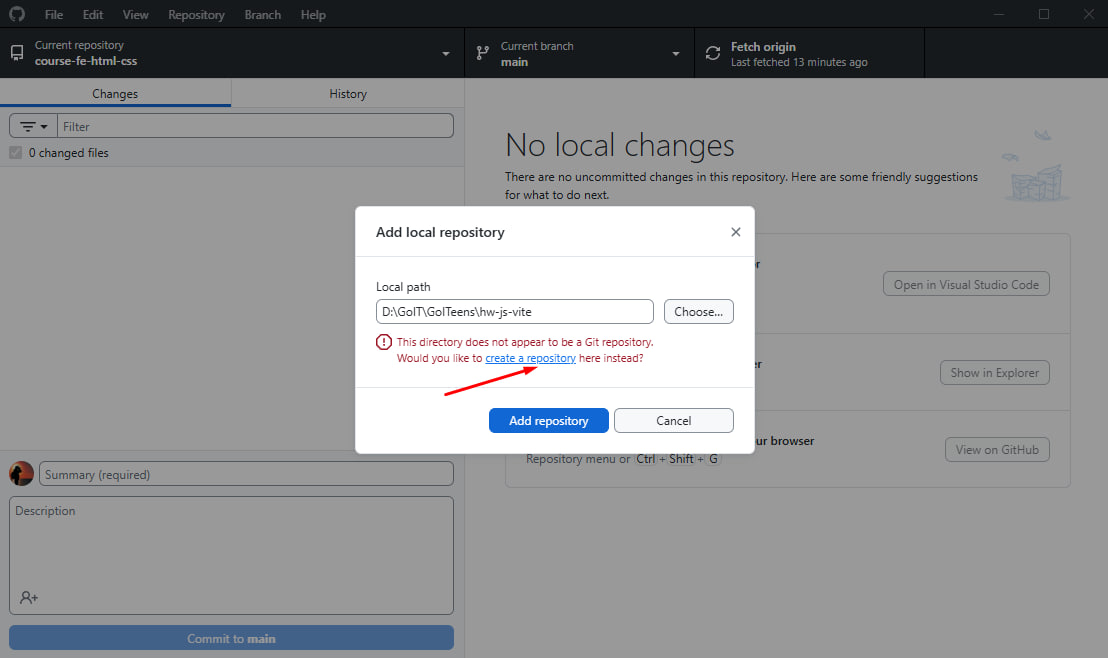 File Edit View Repository Branch Help
Current repository
course-fe-html-css
Current branch
main
Fetch origin
Last fetched 13 minutes ago
Changes
History
Filter
0 changed files
No local changes
There are no uncommitted changes in this repository. Here are some friendly suggestions
for what to do next.
Open in Visual Studio Code
Show in Explorer
ur browser
View on GitHub
Repository menu or Ctrl + Shift + G
Add local repository
Local path
D:\GoIT\GoITeens\hw-js-vite
Choose...
This directory does not appear to be a Git repository.
Would you like to create a repository here instead?
Add repository
Cancel
Summary (required)
Description
Commit to main